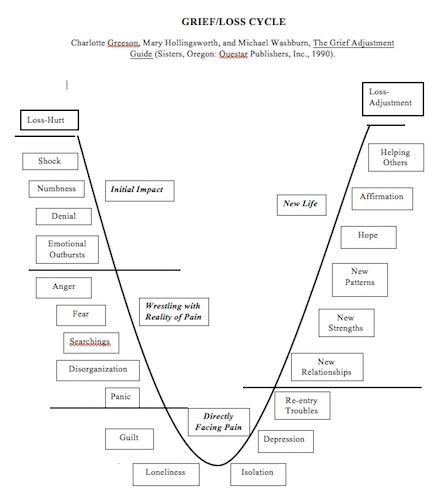 GRIEF/LOSS CYCLE
Charlotte Greeson, Mary Hollingsworth, and Michael Washburn, The Grief Adjustment
Guide (Sisters, Oregon: Questar Publishers, Inc., 1990).
Loss-Hurt
Shock
Numbness
Denial
Emotional
Outbursts
Initial Impact
Anger
Fear
Searchings
Disorganization
Panic
Wrestling with
Reality of Pain
Guilt
Loneliness
Directly
Facing Pain
Isolation
Depression
Re-entry
Troubles
New
Relationships
New
Strengths
New
Patterns
Hope
Affirmation
Helping
Others
New Life
Loss-
Adjustment